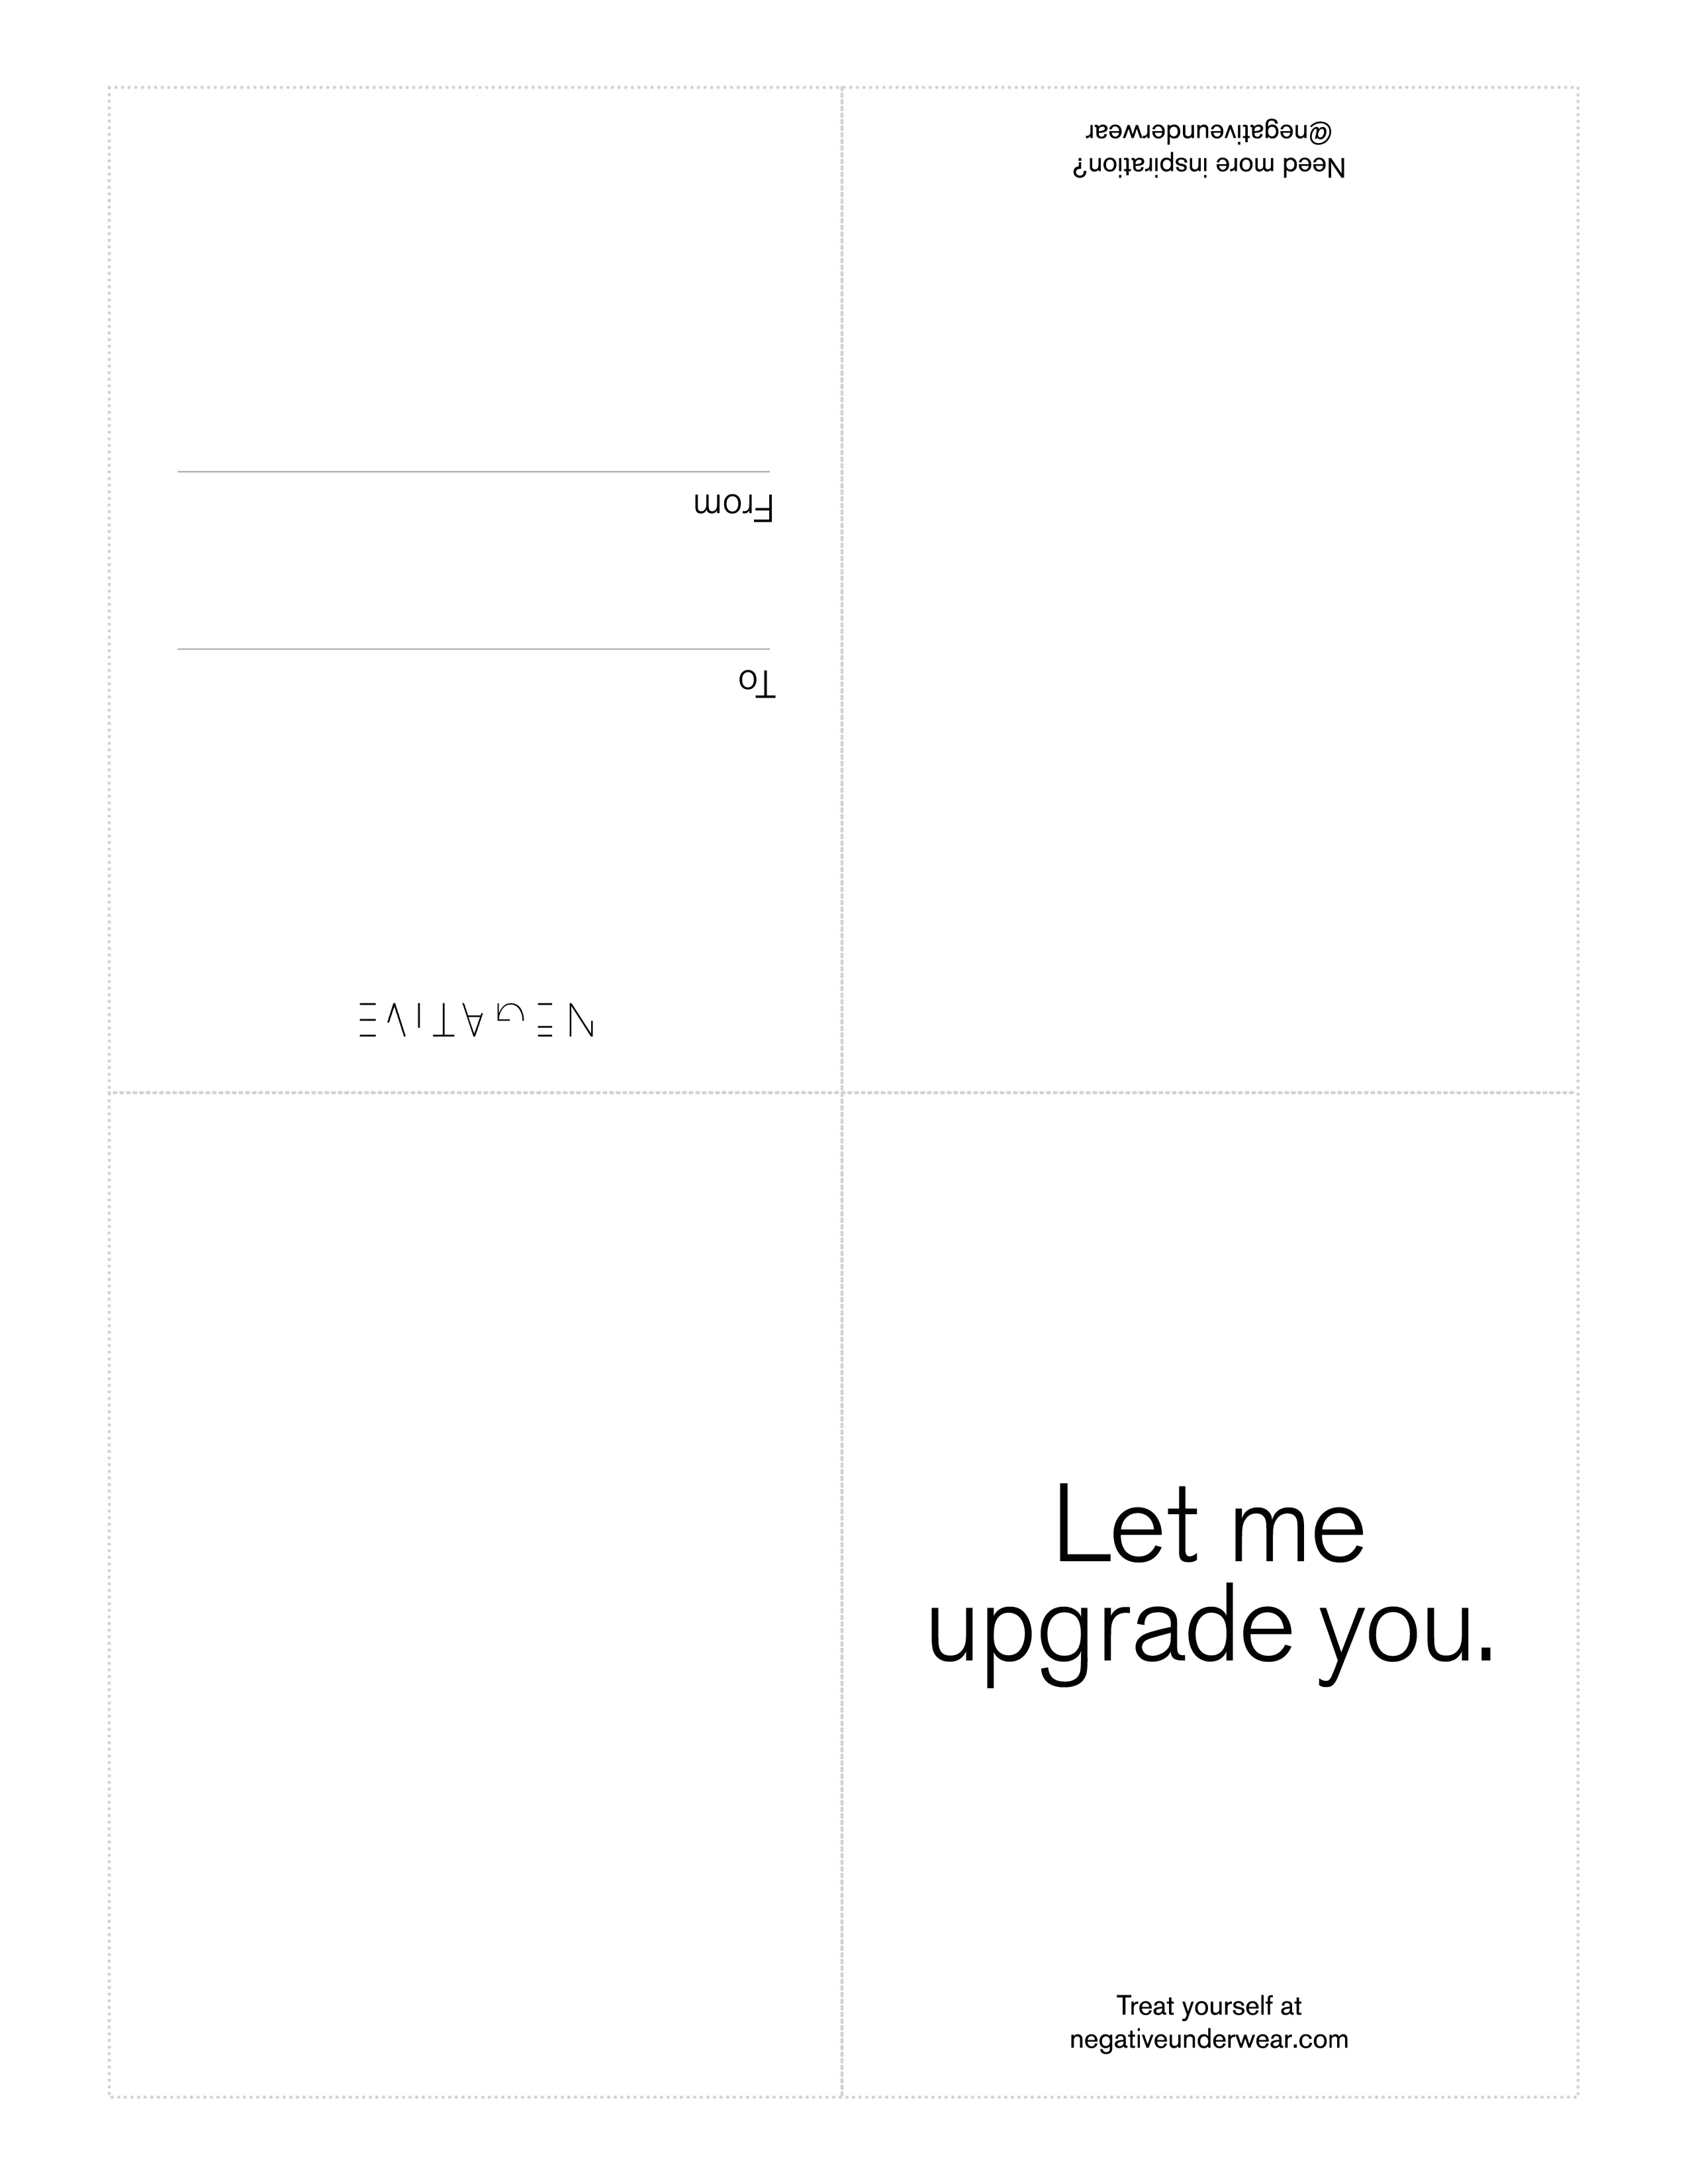 Need more inspiration?
@negativeunderwear
NEGATIVE
To
From
Let me
upgrade you.
Treat yourself at
negativeunderwear.com